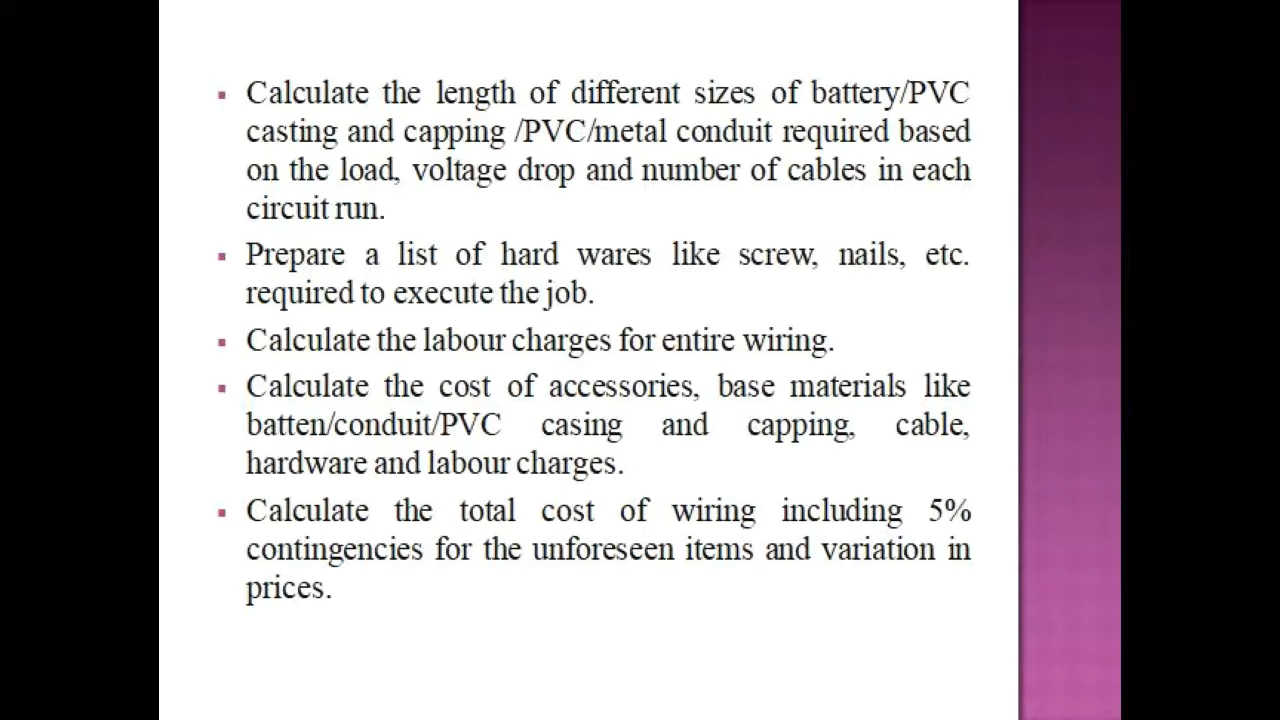 ▪ Calculate the length of different sizes of battery/PVC
casting and capping /PVC/metal conduit required based
on the load, voltage drop and number of cables in each
circuit run.
▪ Prepare a list of hard wares like screw, nails, etc.
required to execute the job.
▪ Calculate the labour charges for entire wiring.
▪ Calculate the cost of accessories, base materials like
batten/conduit/PVC casing and capping, cable,
hardware and labour charges.
▪ Calculate the total cost of wiring including 5%
contingencies for the unforeseen items and variation in
prices.